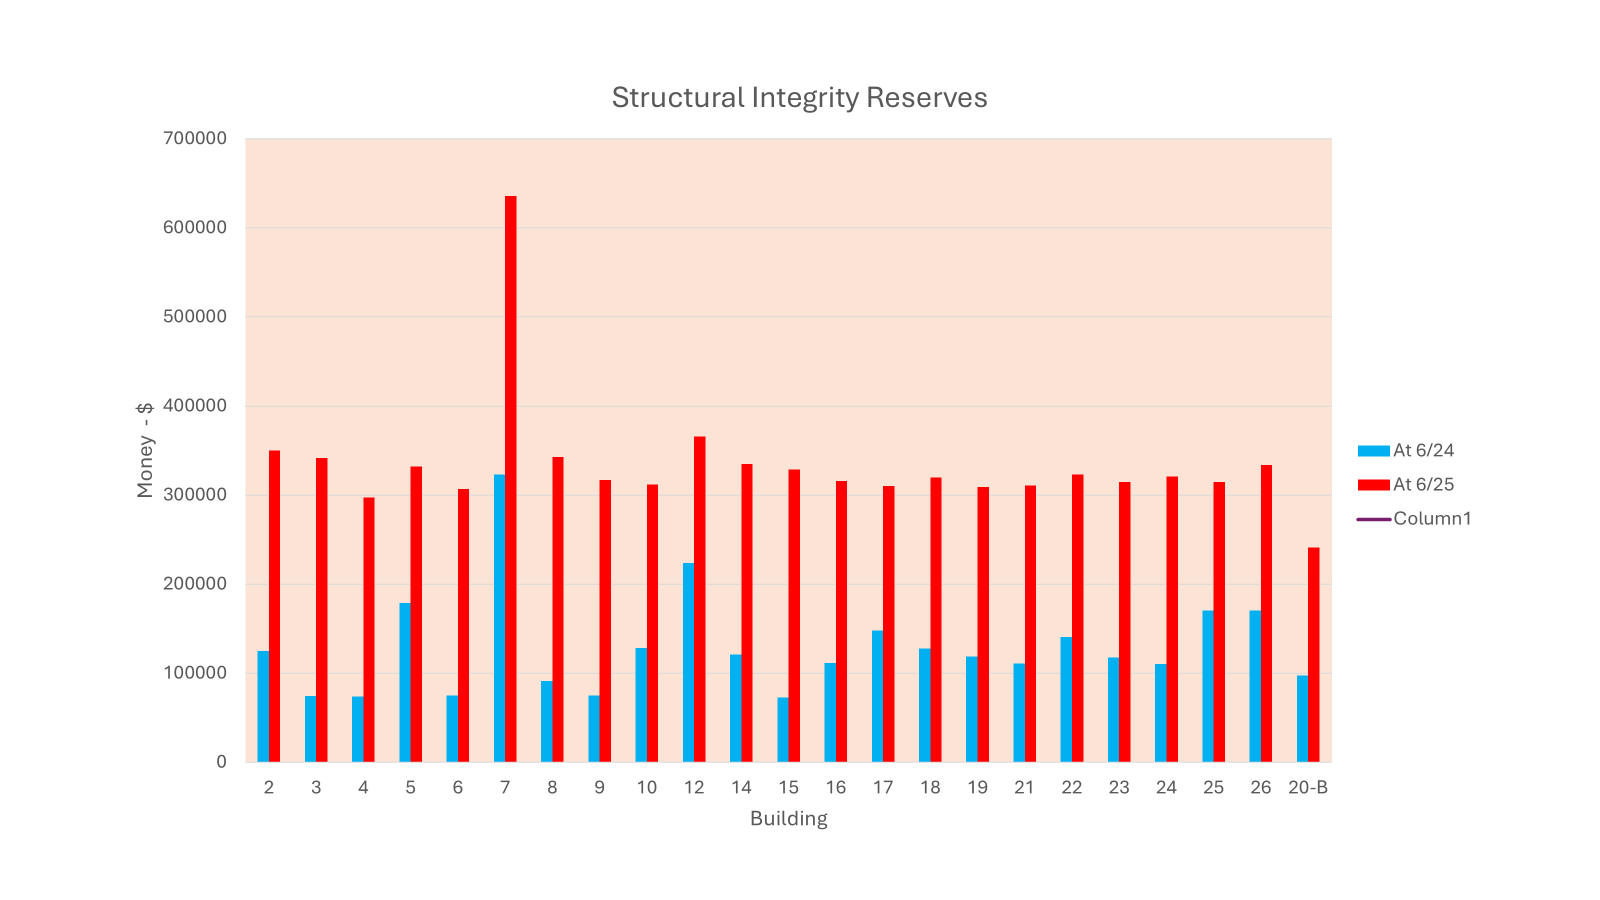 Structural Integrity Reserves
700000
600000
500000
400000
300000
200000
100000
0
Money - $
2 3 4 5 6 7 8 9 10 12 14 15 16 17 18 19 21 22 23 24 25 26 20-B
Building
At 6/24
At 6/25
Column1